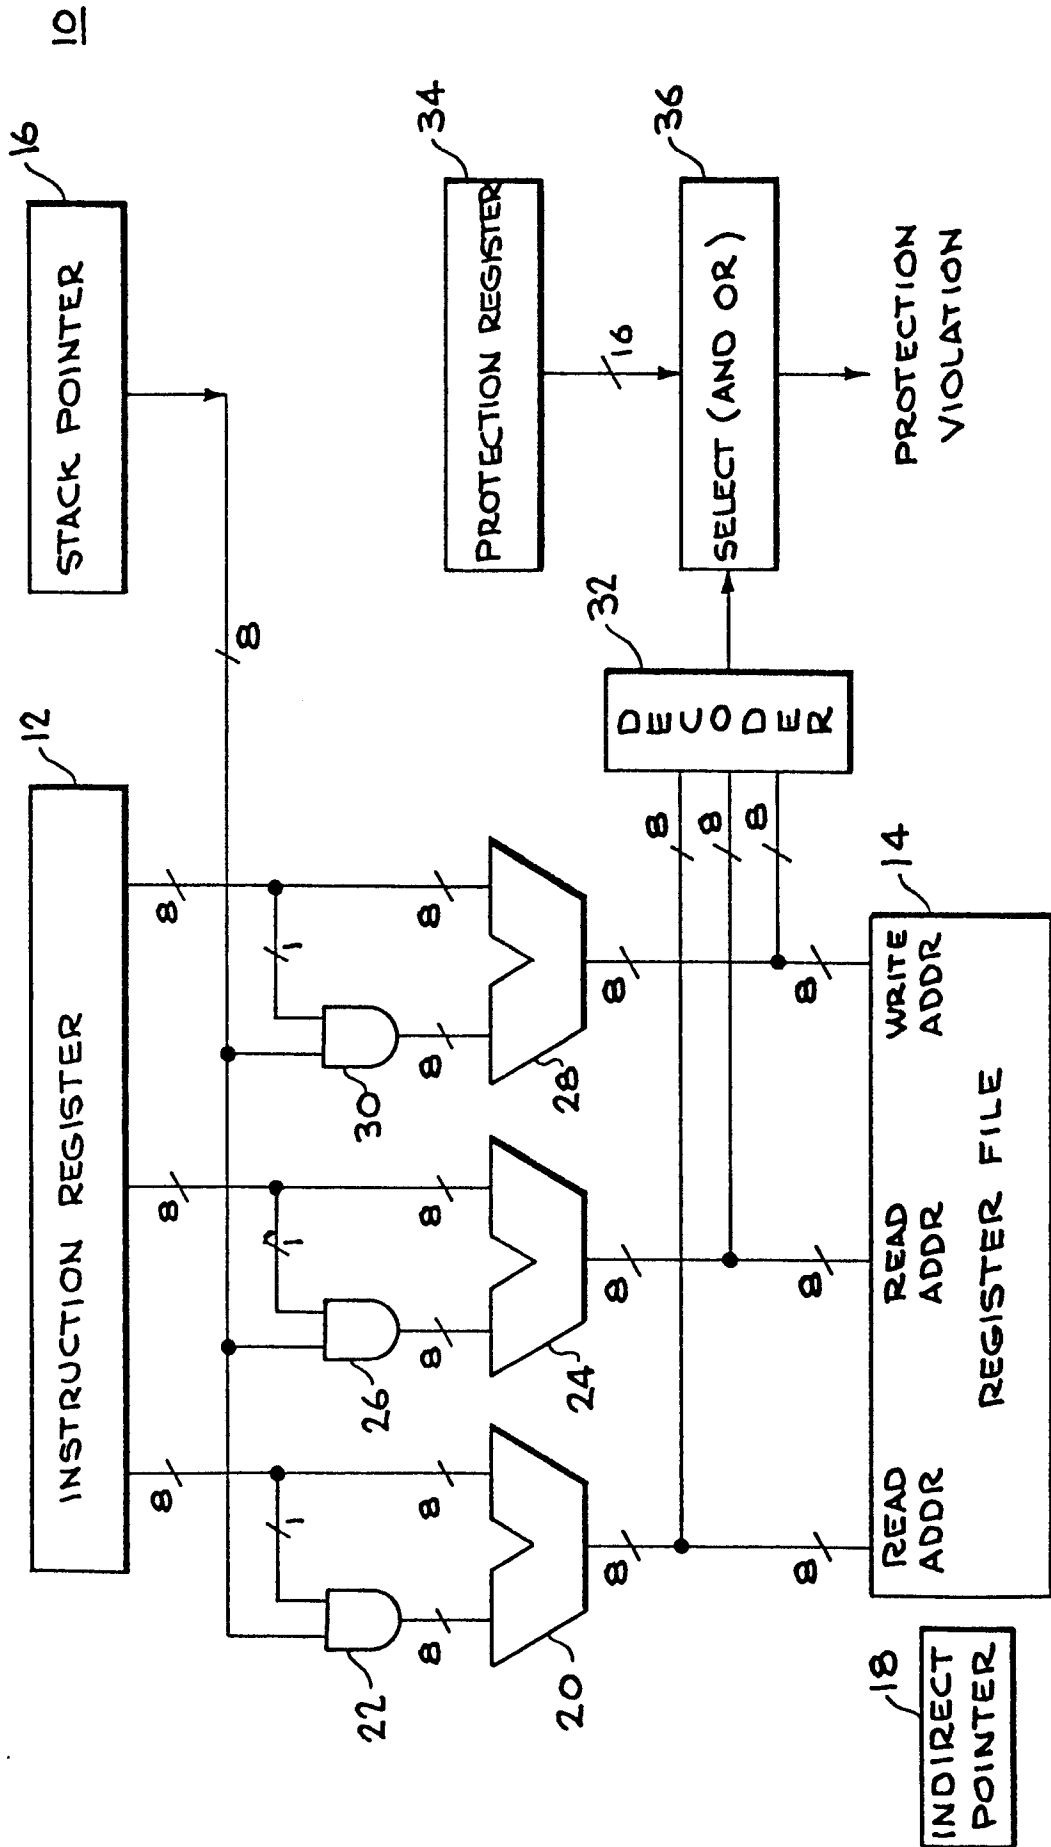 10
12
16
INSTRUCTION REGISTER
STACK POINTER
8
8
8
8
1
1
1
22
26
30
8
8
8
8
8
8
34
PROTECTION REGISTER
20
24
28
32
16
8
8
8
8
8
8
36
DECODER
SELECT (AND OR)
8
8
8
14
READ
ADDR
READ
ADDR
WRITE
ADDR
REGISTER FILE
PROTECTION
VIOLATION
18
INDIRECT
POINTER